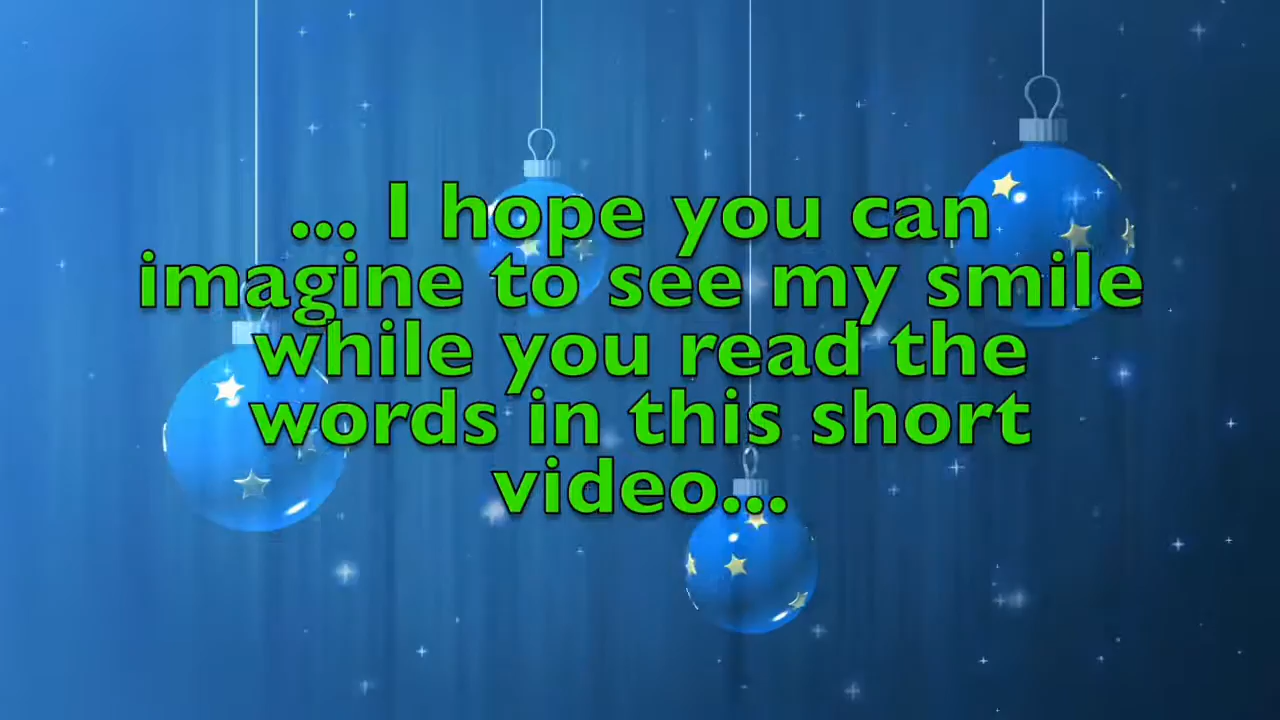 ... I hope you can
imagine to see my smile
while you read the
words in this short
video...